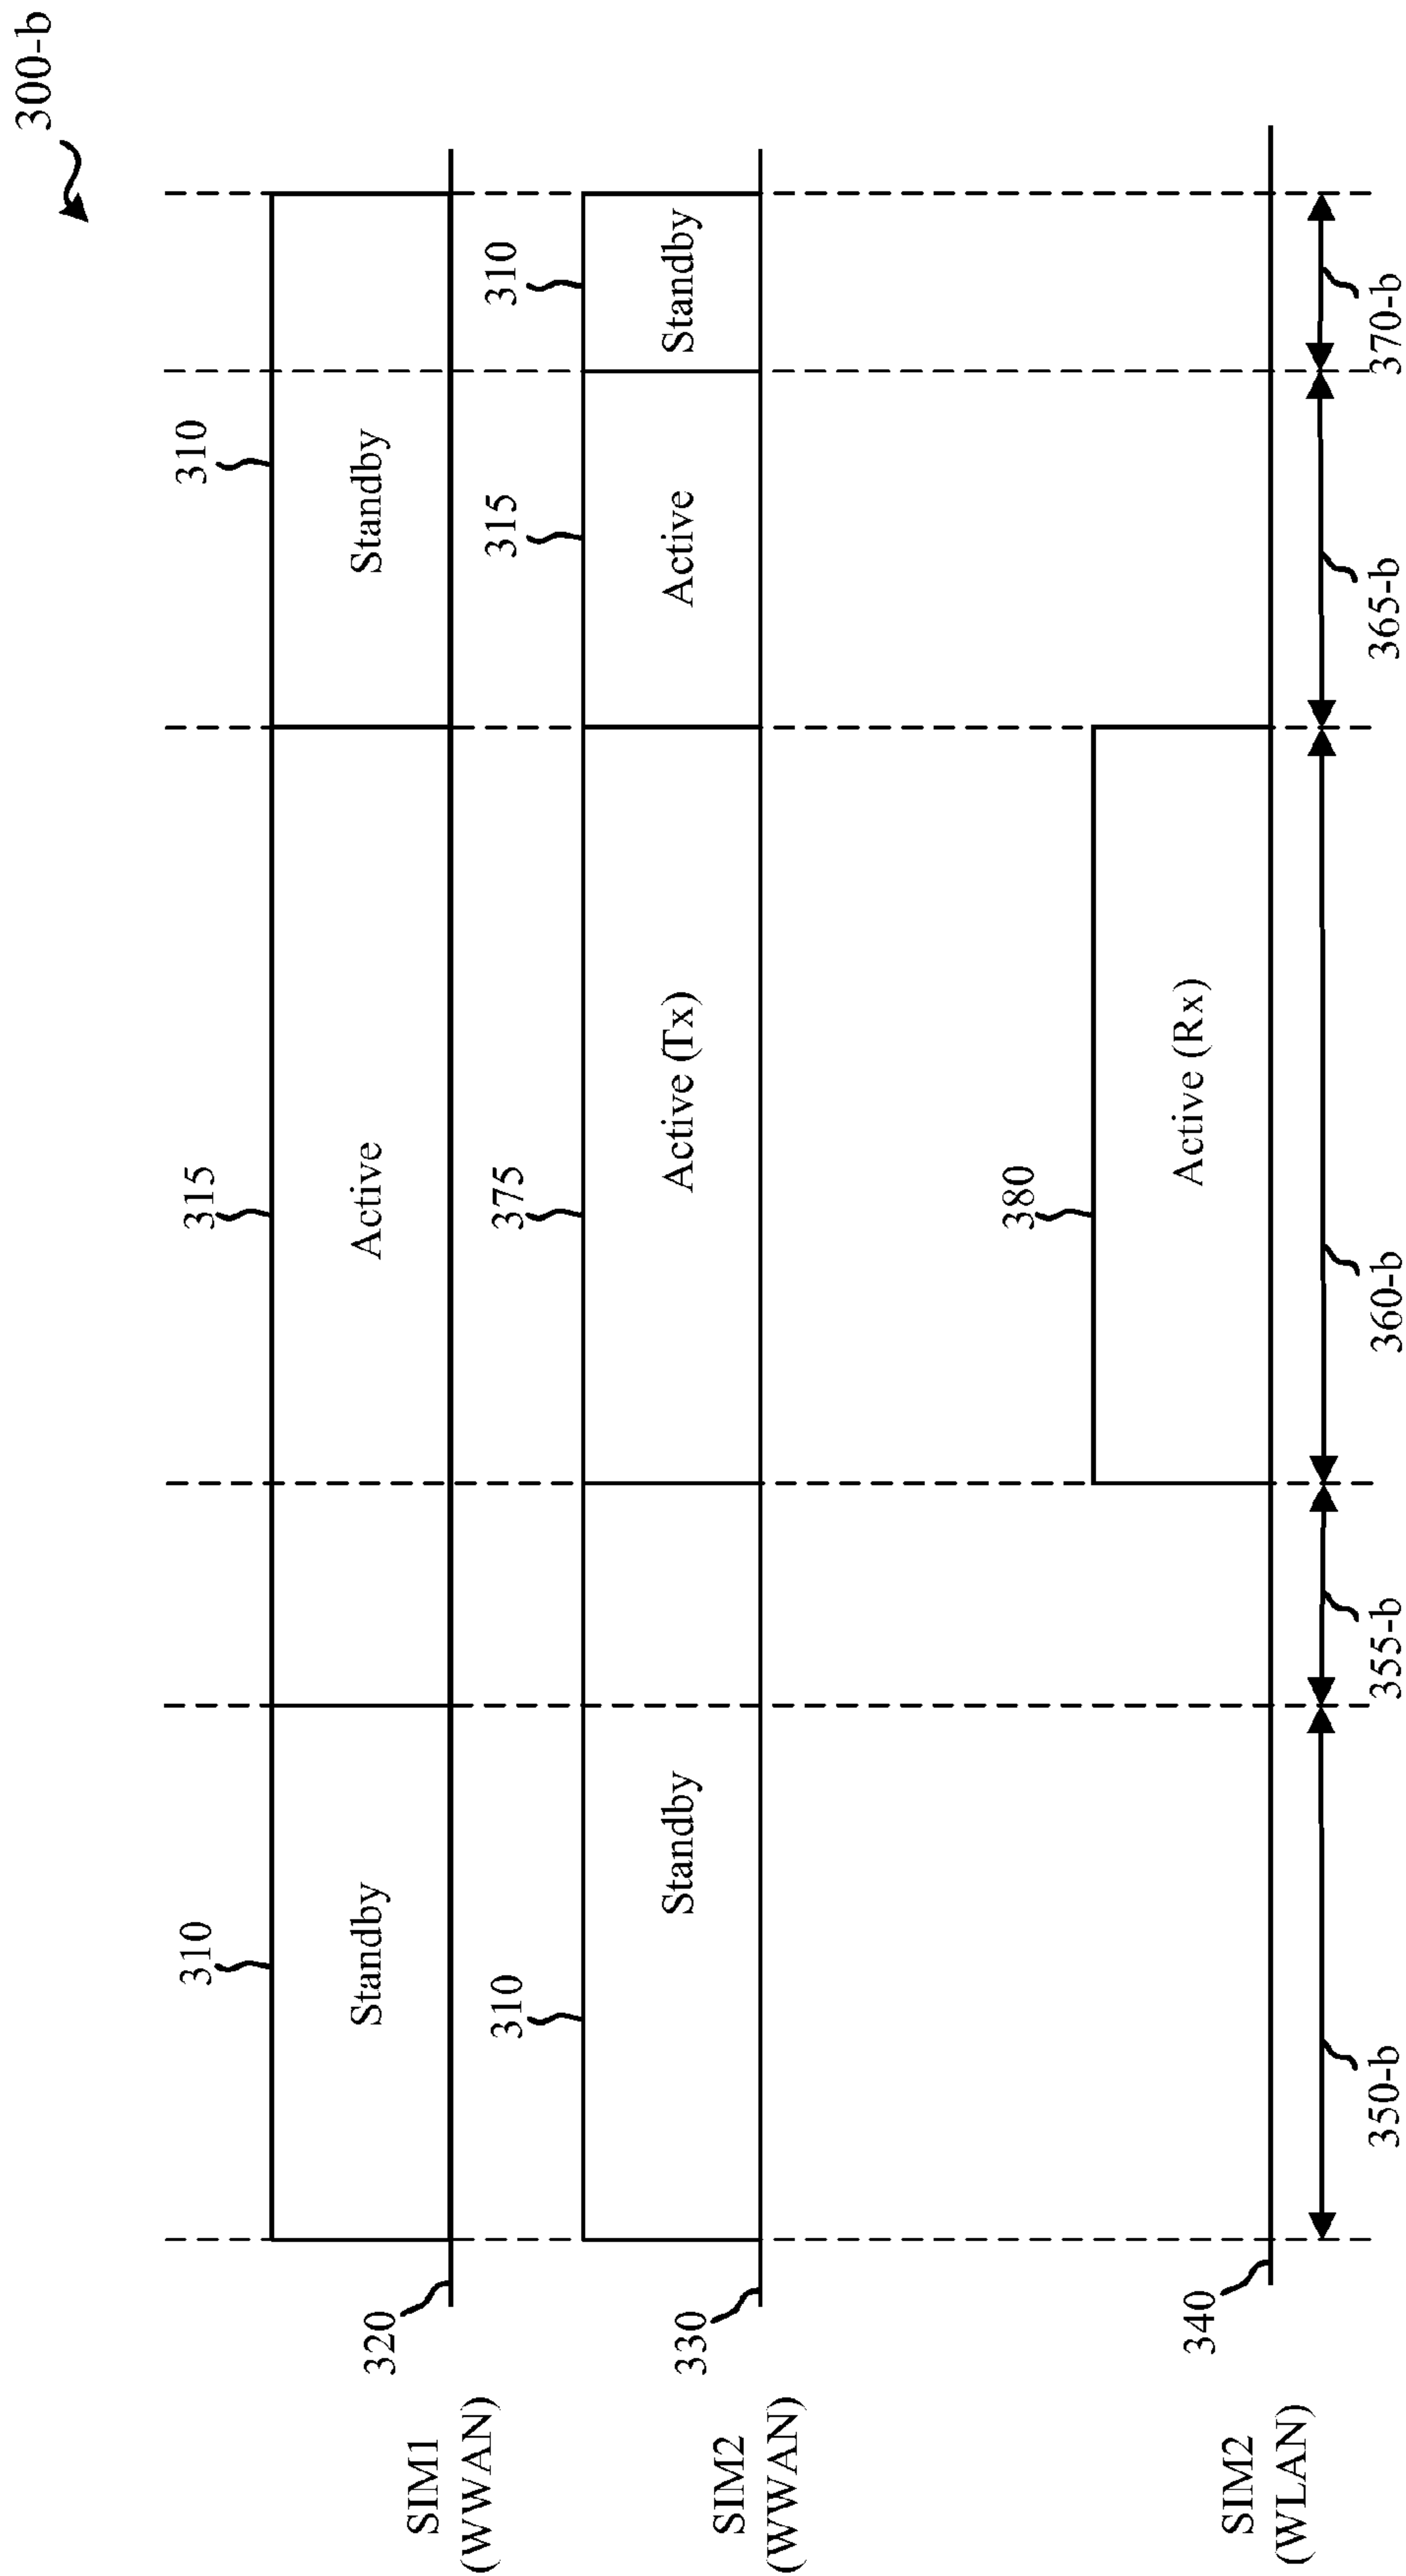 300-b
310
315
310
Standby
Active
Standby
320
SIM1
(WWAN)
310
375
315
310
Standby
Active (Tx)
Active
Standby
330
SIM2
(WWAN)
380
Active (Rx)
340
SIM2
(WLAN)
350-b
355-b
360-b
365-b
370-b